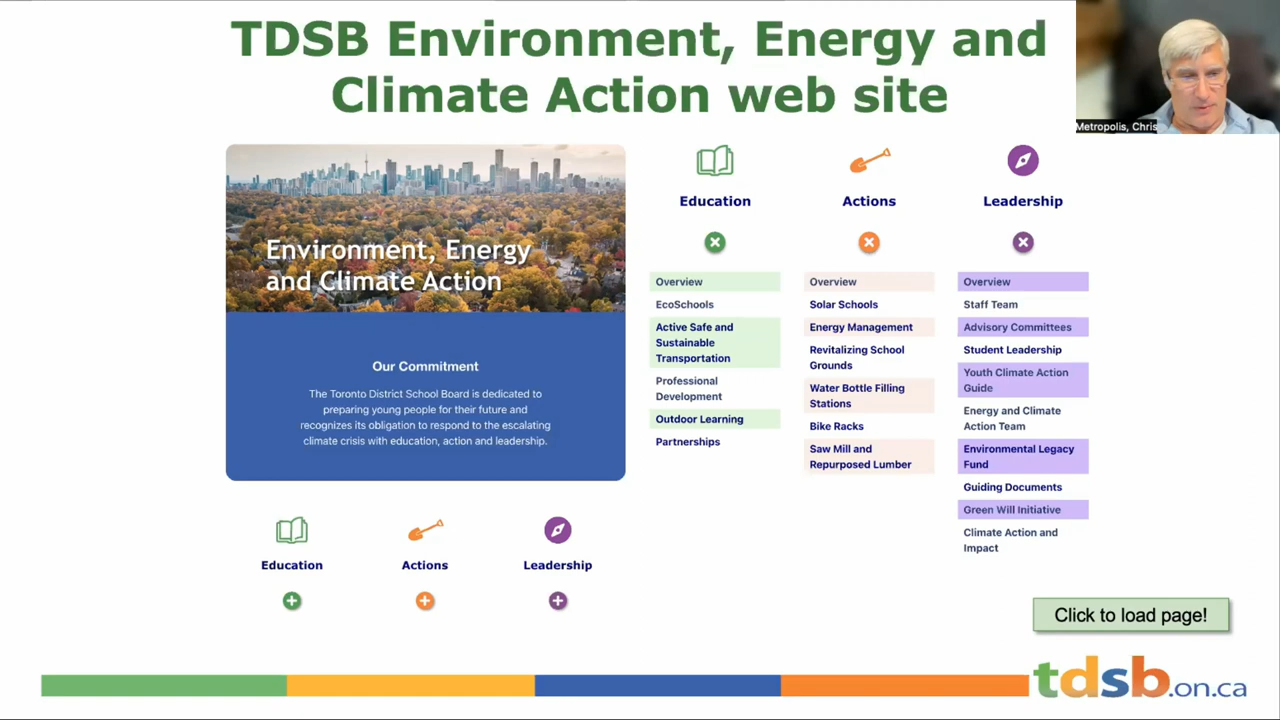 TDSB Environment, Energy and
Climate Action web site
Metropolis, Chris
Environment, Energy
and Climate Action
Our Commitment
The Toronto District School Board is dedicated to
preparing young people for their future and
recognizes its obligation to respond to the escalating
climate crisis with education, action and leadership.
Education
Actions
Leadership
Education
Overview
EcoSchools
Active Safe and
Sustainable
Transportation
Professional
Development
Outdoor Learning
Partnerships
Actions
Overview
Solar Schools
Energy Management
Revitalizing School
Grounds
Water Bottle Filling
Stations
Bike Racks
Saw Mill and
Repurposed Lumber
Leadership
Overview
Staff Team
Advisory Committees
Student Leadership
Youth Climate Action
Guide
Energy and Climate
Action Team
Environmental Legacy
Fund
Guiding Documents
Green Will Initiative
Climate Action and
Impact
Click to load page!
tdsb.on.ca